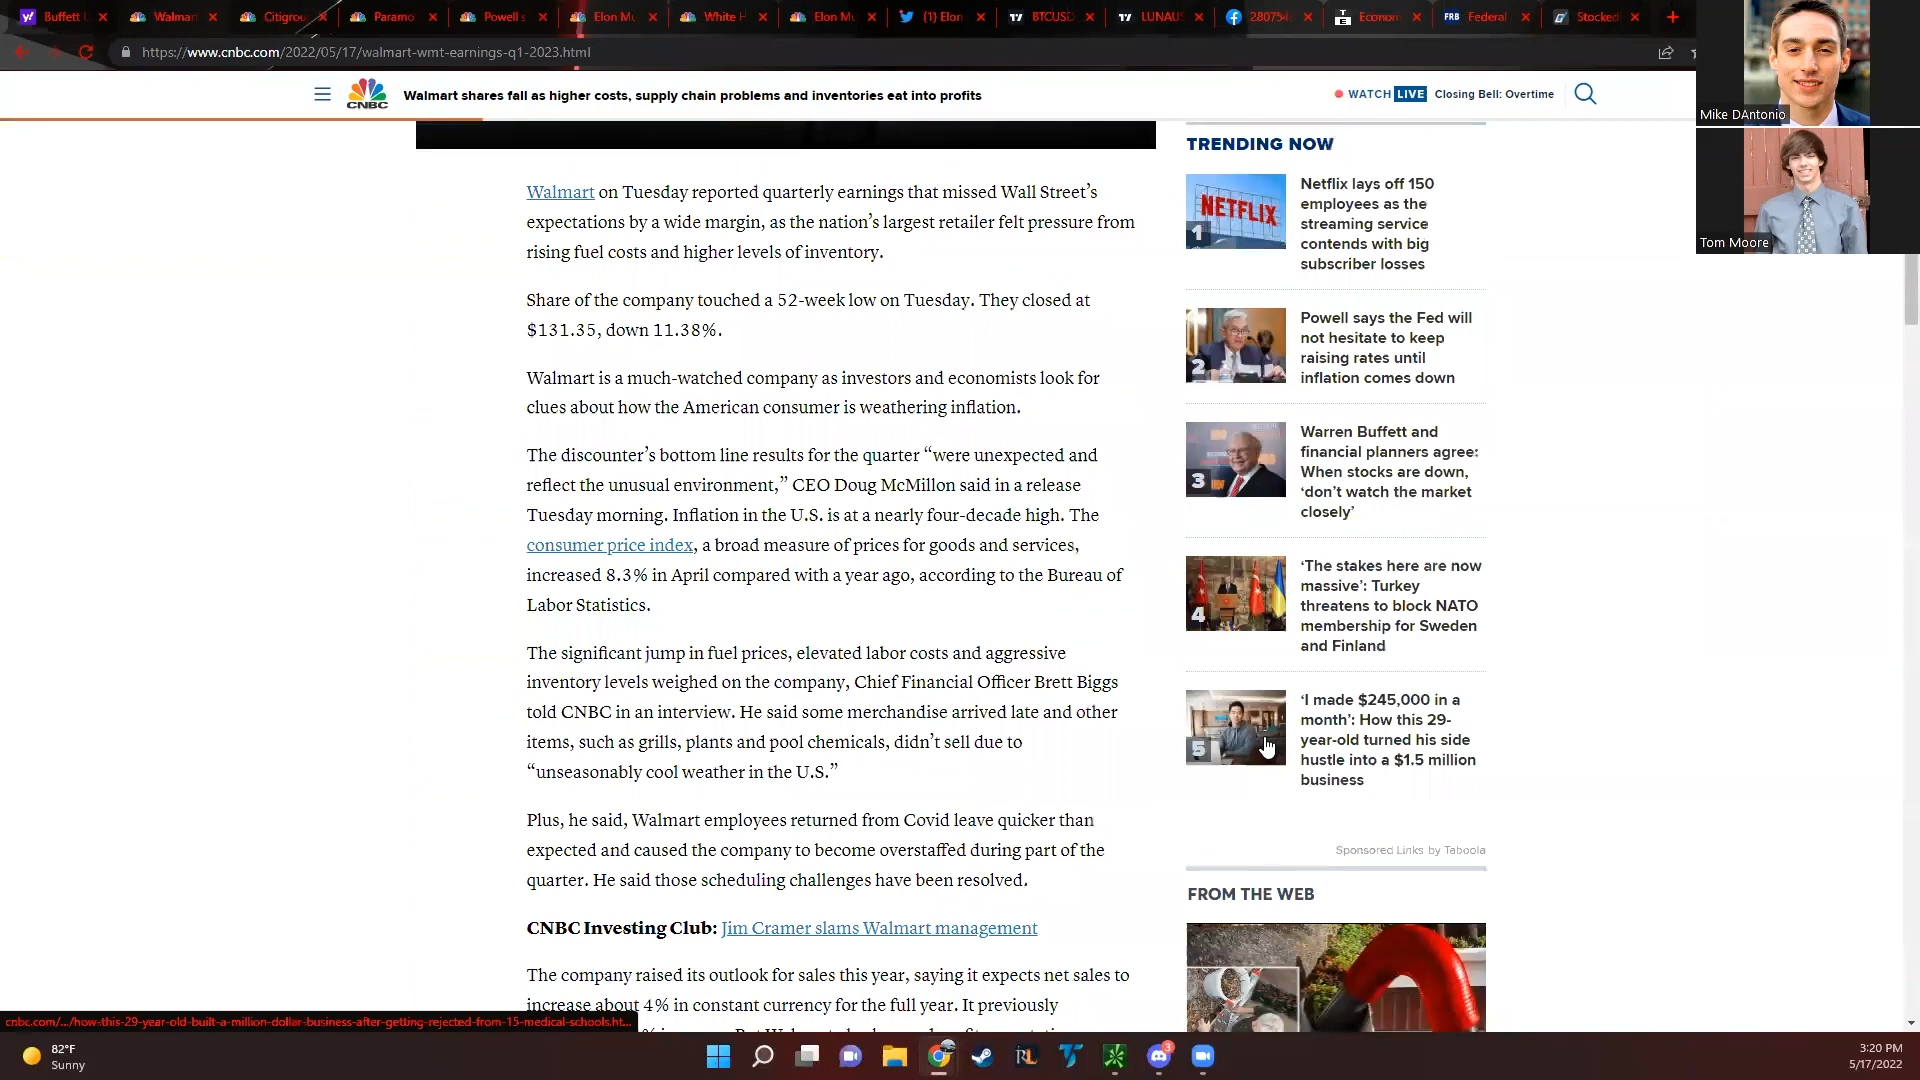 Buffett
Walmar
Citigrou
Paramo
Powell s
Elon Mu
White H
Elon Mu
(1) Elon
BTCUSD
LUNAUS
280754
Econom
FRB Federal
Stocked
https://www.cnbc.com/2022/05/17/walmart-wmt-earnings-q1-2023.html
CNBC
Walmart shares fall as higher costs, supply chain problems and inventories eat into profits
WATCH LIVE Closing Bell: Overtime
Mike DAntonio
Tom Moore
Walmart on Tuesday reported quarterly earnings that missed Wall Street’s
expectations by a wide margin, as the nation’s largest retailer felt pressure from
rising fuel costs and higher levels of inventory.
Share of the company touched a 52-week low on Tuesday. They closed at
$131.35, down 11.38%.
Walmart is a much-watched company as investors and economists look for
clues about how the American consumer is weathering inflation.
The discounter’s bottom line results for the quarter “were unexpected and
reflect the unusual environment,” CEO Doug McMillon said in a release
Tuesday morning. Inflation in the U.S. is at a nearly four-decade high. The
consumer price index, a broad measure of prices for goods and services,
increased 8.3% in April compared with a year ago, according to the Bureau of
Labor Statistics.
The significant jump in fuel prices, elevated labor costs and aggressive
inventory levels weighed on the company, Chief Financial Officer Brett Biggs
told CNBC in an interview. He said some merchandise arrived late and other
items, such as grills, plants and pool chemicals, didn’t sell due to
“unseasonably cool weather in the U.S.”
Plus, he said, Walmart employees returned from Covid leave quicker than
expected and caused the company to become overstaffed during part of the
quarter. He said those scheduling challenges have been resolved.
CNBC Investing Club: Jim Cramer slams Walmart management
The company raised its outlook for sales this year, saying it expects net sales to
increase about 4% in constant currency for the full year. It previously
TRENDING NOW
NETFLIX
1
Netflix lays off 150
employees as the
streaming service
contends with big
subscriber losses
2
Powell says the Fed will
not hesitate to keep
raising rates until
inflation comes down
3
Warren Buffett and
financial planners agree:
When stocks are down,
‘don’t watch the market
closely’
4
‘The stakes here are now
massive’: Turkey
threatens to block NATO
membership for Sweden
and Finland
5
‘I made $245,000 in a
month’: How this 29-
year-old turned his side
hustle into a $1.5 million
business
Sponsored Links by Taboola
FROM THE WEB
cnbc.com/.../how-this-29-year-old-built-a-million-dollar-business-after-getting-rejected-from-15-medical-schools.ht...
82°F
Sunny
3
3:20 PM
5/17/2022